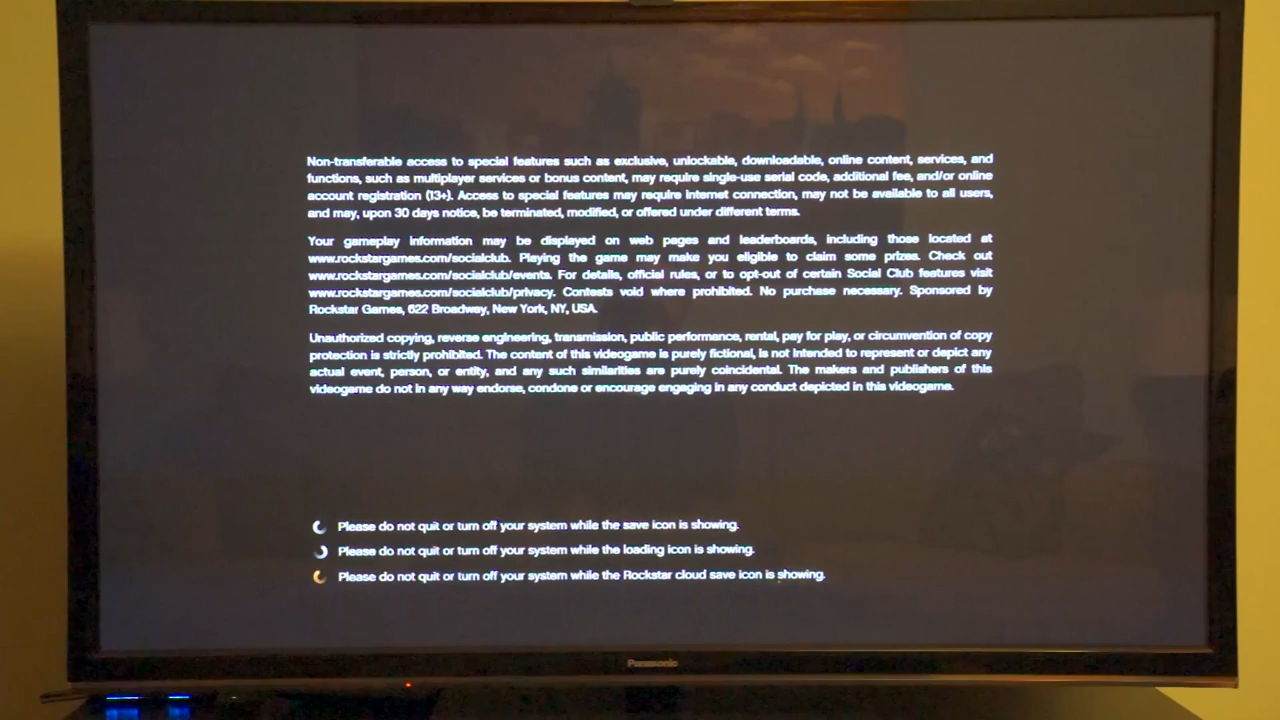 Non-transferable access to special features such as exclusive, unlockable, downloadable, online content, services, and
functions, such as multiplayer services or bonus content, may require single-use serial code, additional fee, and/or online
account registration (13+). Access to special features may require internet connection, may not be available to all users,
and may, upon 30 days notice, be terminated, modified, or offered under different terms.
Your gameplay information may be displayed on web pages and leaderboards, including those located at
www.rockstargames.com/socialclub. Playing the game may make you eligible to claim some prizes. Check out
www.rockstargames.com/socialclub/events. For details, official rules, or to opt-out of certain Social Club features visit
www.rockstargames.com/socialclub/privacy. Contests void where prohibited. No purchase necessary. Sponsored by
Rockstar Games, 622 Broadway, New York, NY, USA.
Unauthorized copying, reverse engineering, transmission, public performance, rental, pay for play, or circumvention of copy
protection is strictly prohibited. The content of this videogame is purely fictional, is not intended to represent or depict any
actual event, person, or entity, and any such similarities are purely coincidental. The makers and publishers of this
videogame do not in any way endorse, condone or encourage engaging in any conduct depicted in this videogame.
Please do not quit or turn off your system while the save icon is showing.
Please do not quit or turn off your system while the loading icon is showing.
Please do not quit or turn off your system while the Rockstar cloud save icon is showing.
Panasonic